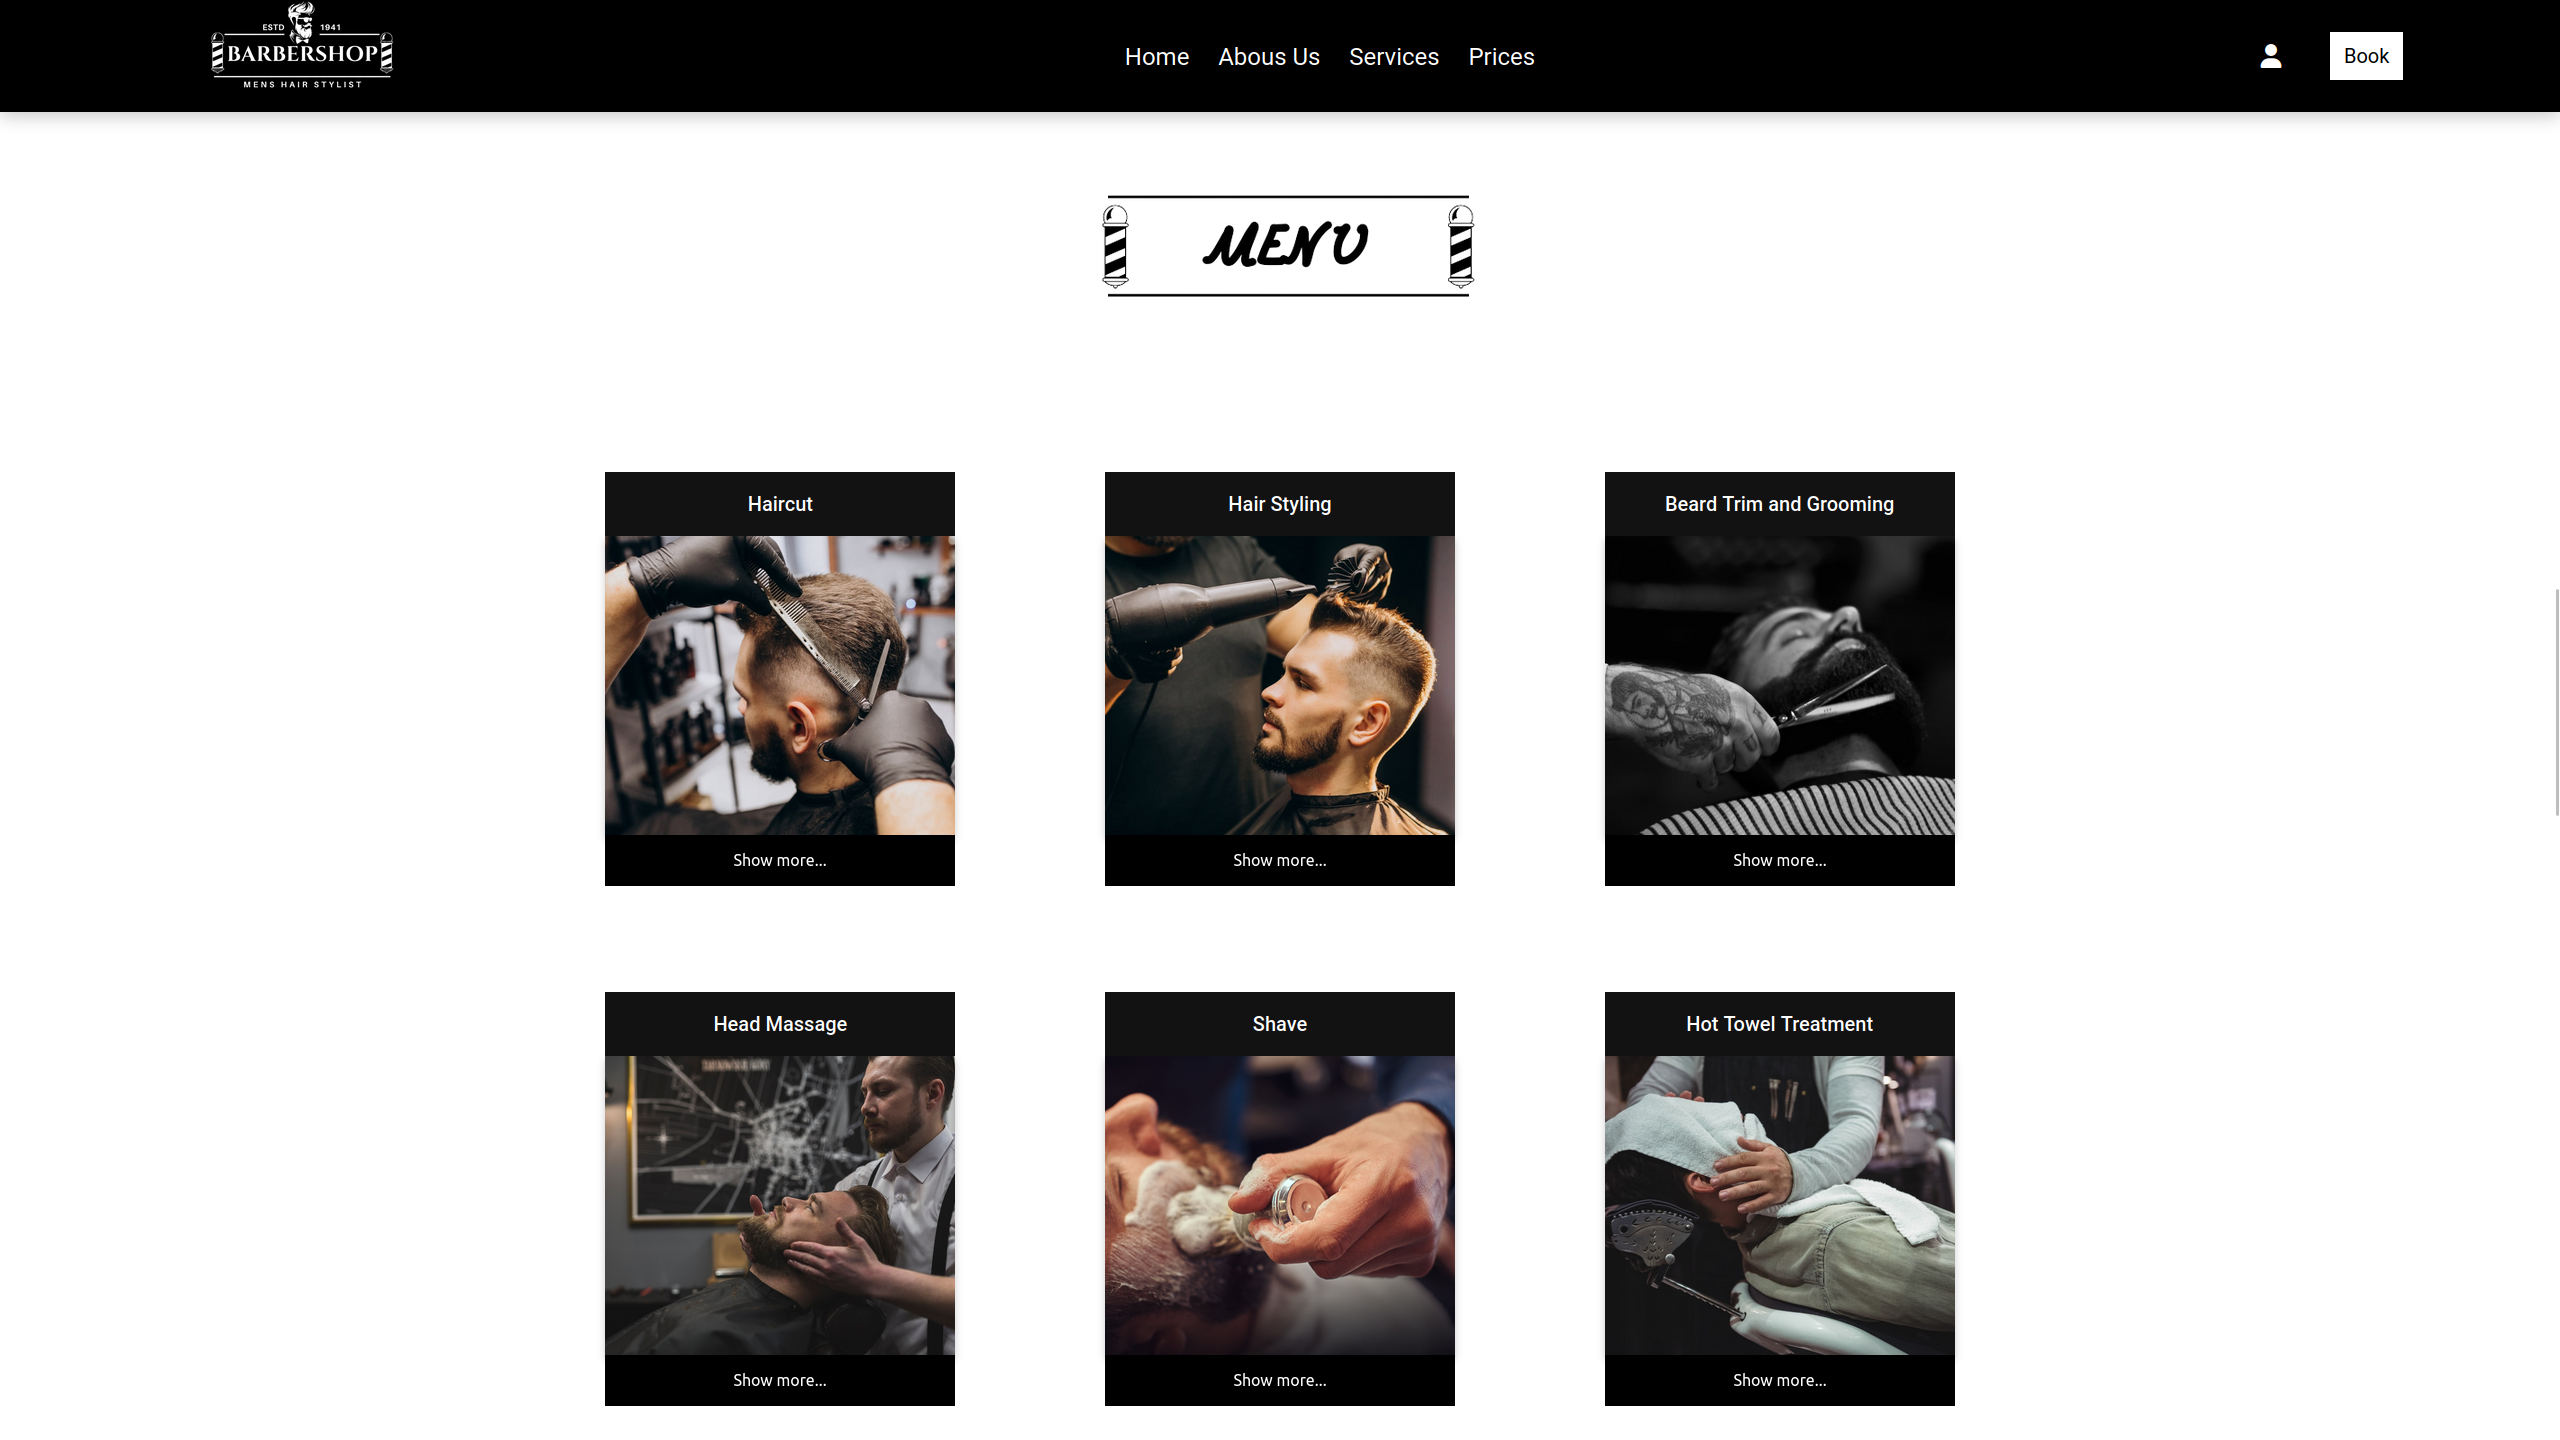 ESTD 1941
BARBERSHOP
MENS HAIR STYLIST
Home Abous Us Services Prices
Book
MENU
Haircut Hair Styling Beard Trim and Grooming
Show more... Show more... Show more...
Head Massage Shave Hot Towel Treatment
Show more... Show more... Show more...